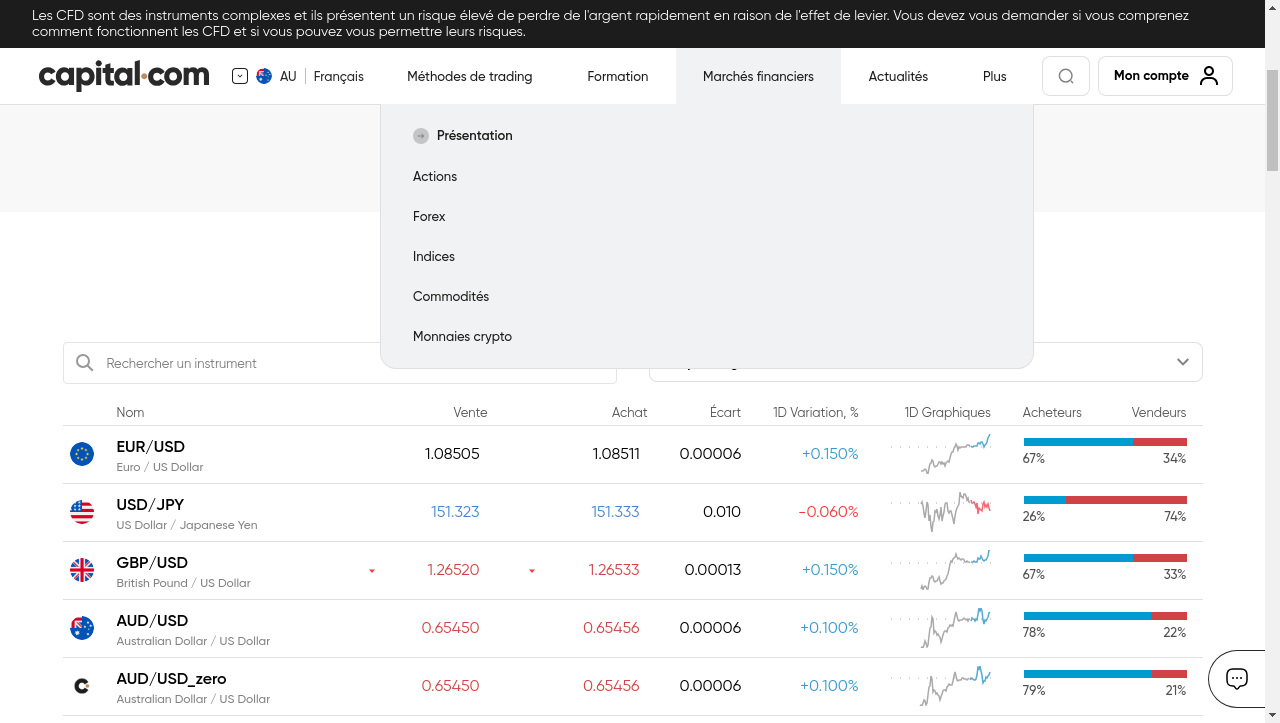 Les CFD sont des instruments complexes et ils présentent un risque élevé de perdre de l'argent rapidement en raison de l'effet de levier. Vous devez vous demander si vous comprenez
comment fonctionnent les CFD et si vous pouvez vous permettre leurs risques.
capital.com AU Français Méthodes de trading Formation Marchés financiers Actualités Plus Mon compte
Présentation
Actions
Forex
Indices
Commodités
Monnaies crypto
Rechercher un instrument
Nom Vente Achat Écart 1D Variation, % 1D Graphiques Acheteurs Vendeurs
EUR/USD 1.08505 1.08511 0.00006 +0.150%
Euro / US Dollar 67% 34%
USD/JPY 151.323 151.333 0.010 -0.060%
US Dollar / Japanese Yen 26% 74%
GBP/USD 1.26520 1.26533 0.00013 +0.150%
British Pound / US Dollar 67% 33%
AUD/USD 0.65450 0.65456 0.00006 +0.100%
Australian Dollar / US Dollar 78% 22%
AUD/USD_zero 0.65450 0.65456 0.00006 +0.100%
Australian Dollar / US Dollar 79% 21%